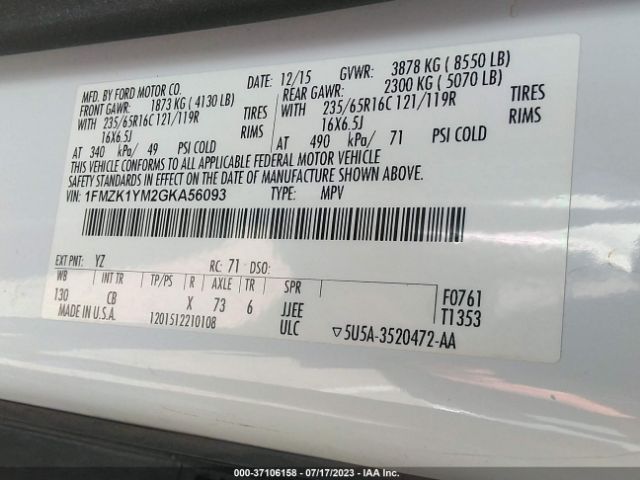 MFD. BY FORD MOTOR CO.
DATE: 12/15
GVWR: 3878 KG ( 8550 LB)
FRONT GAWR: 1873 KG ( 4130 LB)
REAR GAWR: 2300 KG ( 5070 LB)
WITH 235/65R16C 121/119R TIRES
WITH 235/65R16C 121/119R TIRES
16X6.5J RIMS
16X6.5J RIMS
AT 340 kPa/ 49 PSI COLD
AT 490 kPa/ 71 PSI COLD
THIS VEHICLE CONFORMS TO ALL APPLICABLE FEDERAL MOTOR VEHICLE
SAFETY STANDARDS IN EFFECT ON THE DATE OF MANUFACTURE SHOWN ABOVE.
VIN: 1FMZK1YM2GKA56093
TYPE: MPV
EXT PNT: YZ
RC: 71 DSO:
WB INT TR TP/PS R AXLE TR SPR
130 CB X 73 6 JJEE
F0761
T1353
MADE IN U.S.A. 1201512210108
ULC
▽5U5A-3520472-AA
000-37106158 - 07/17/2023 - IAA Inc.